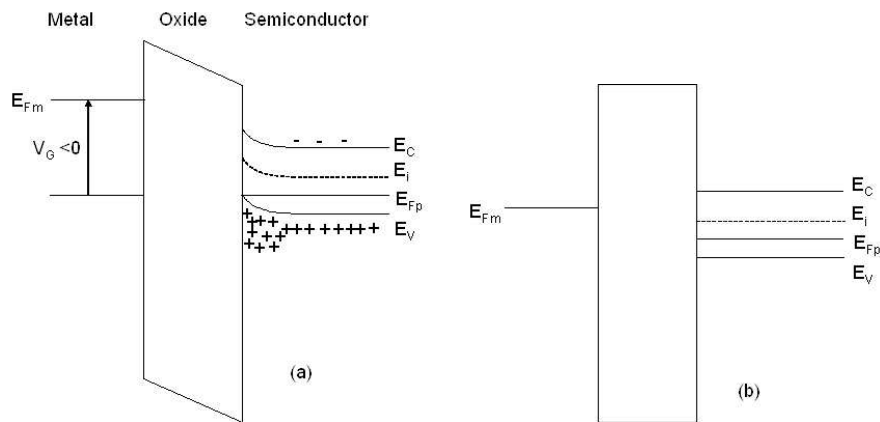 Metal Oxide Semiconductor
E_Fm
V_G <0
- - -
E_C
E_i
E_Fp
E_V
+ + + + + + + + + + + + + + + + + + +
(a)
E_Fm
E_C
E_i
E_Fp
E_V
(b)